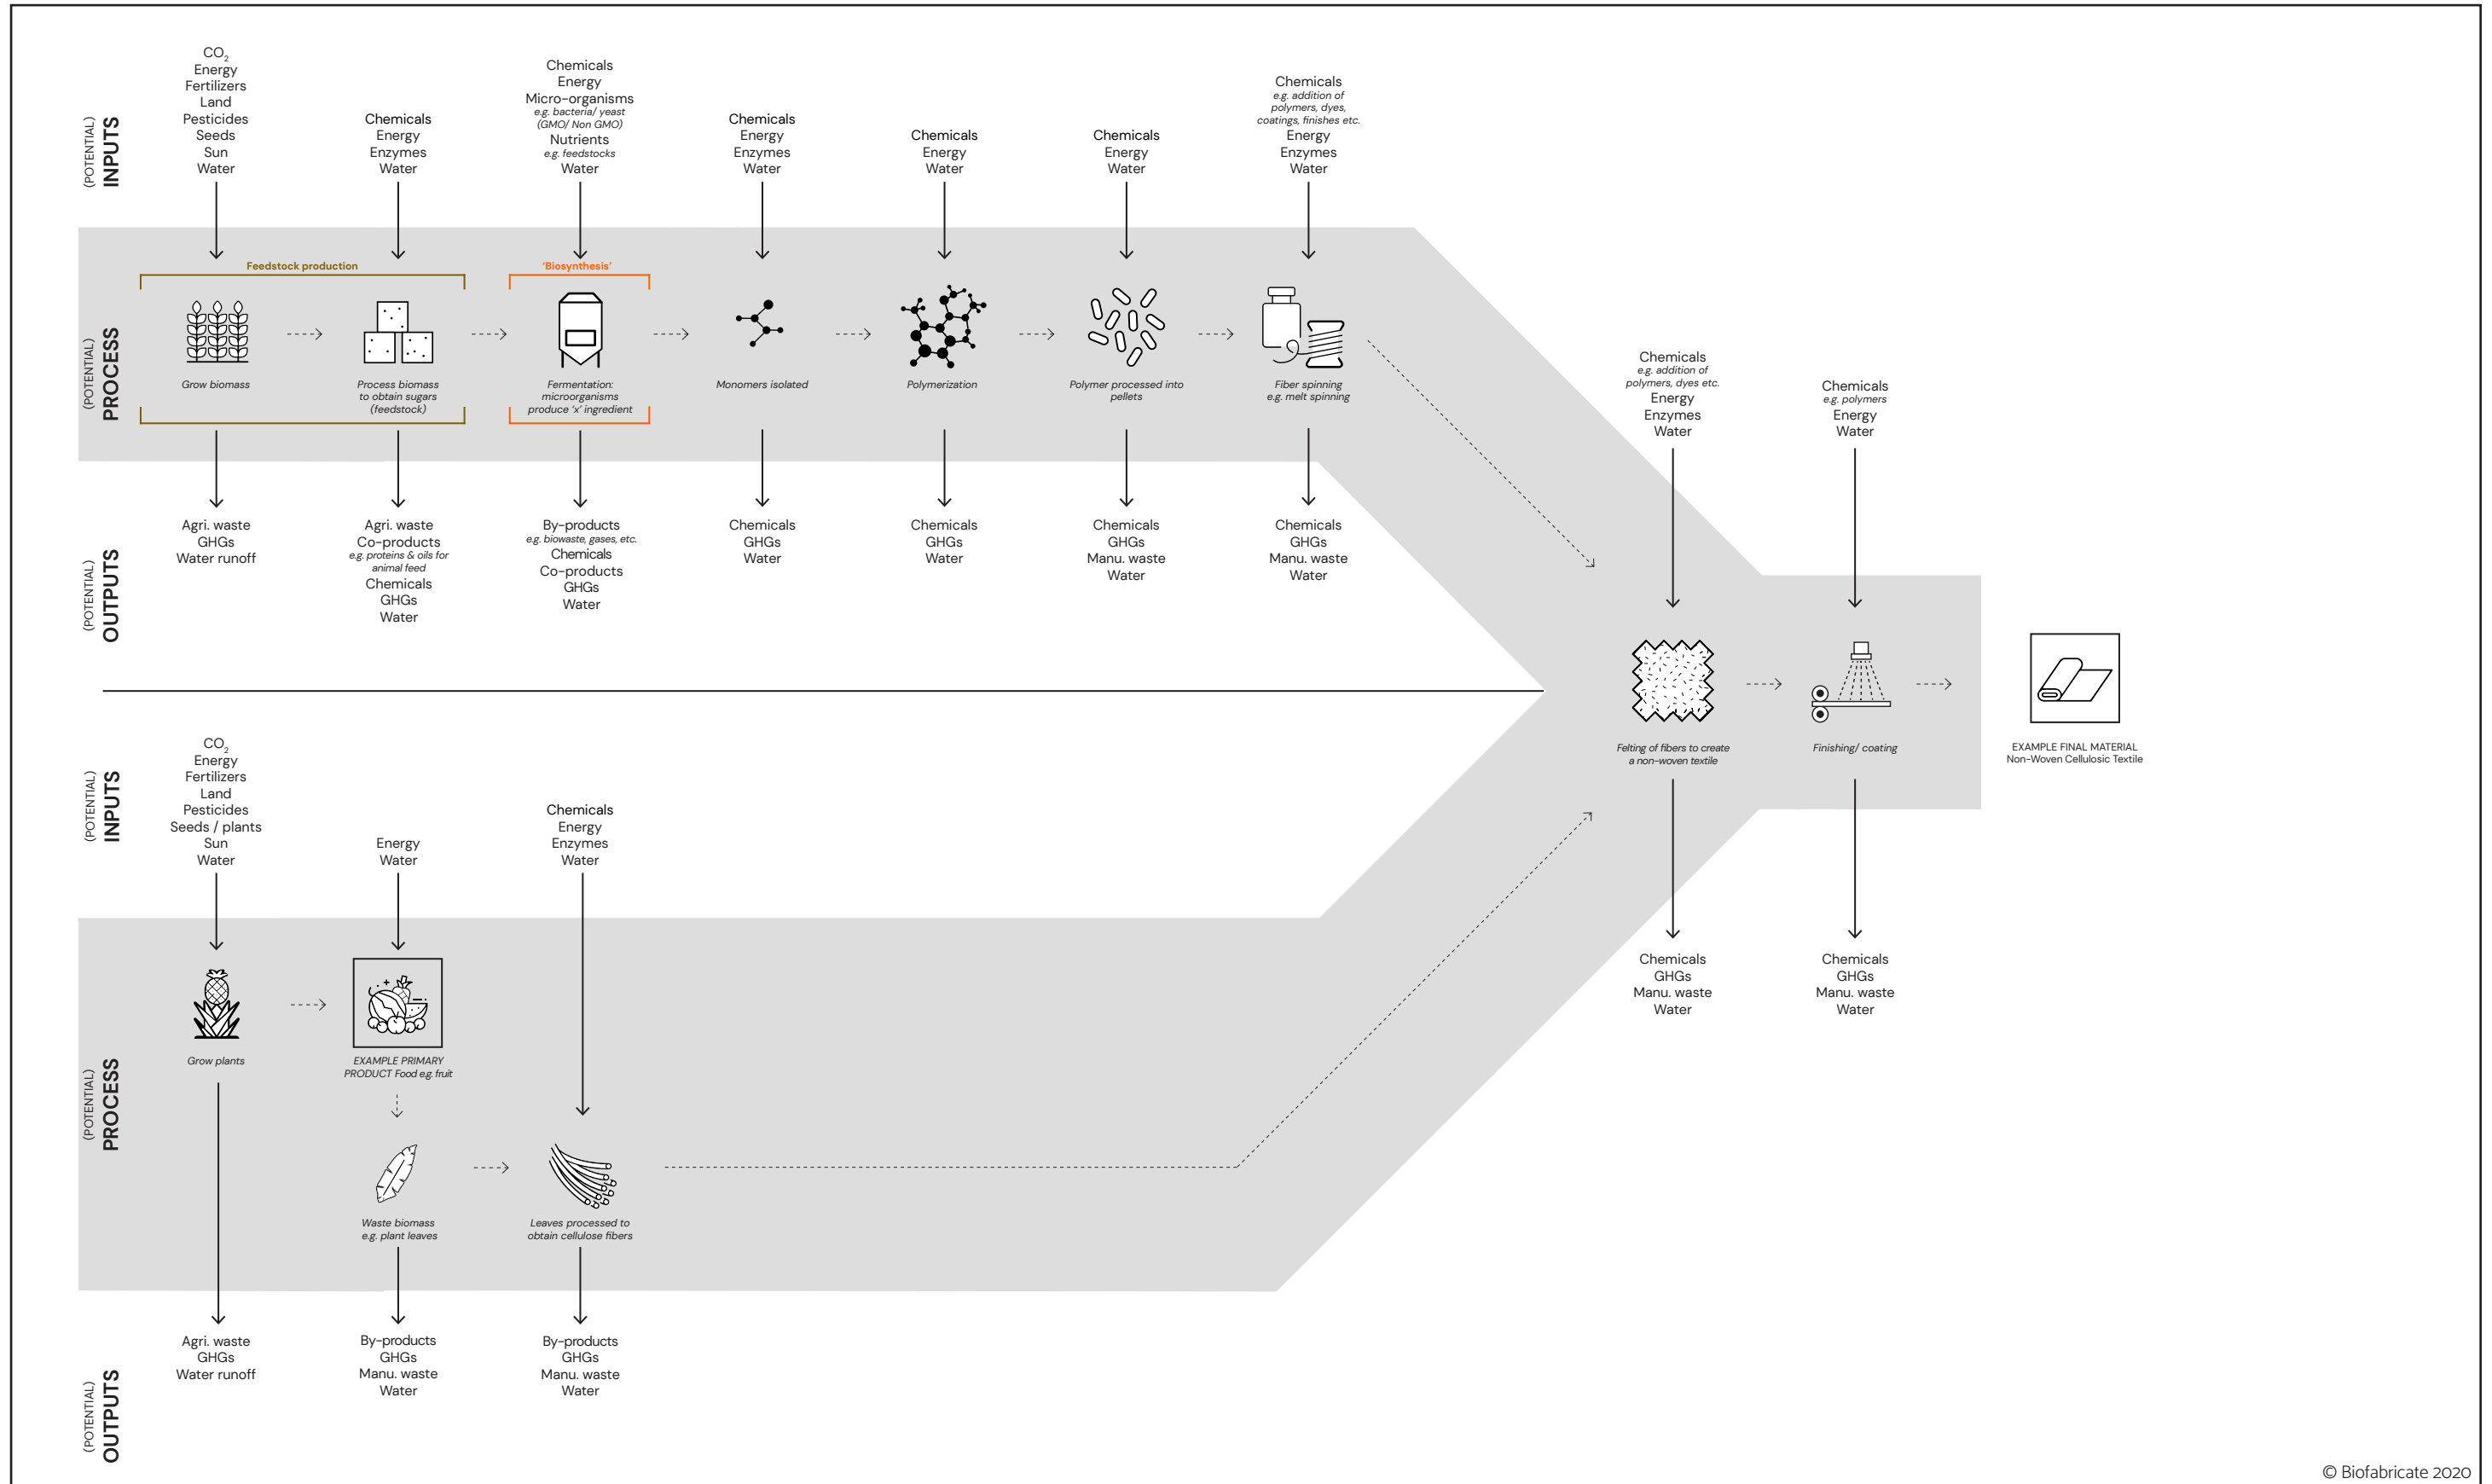 (POTENTIAL)
INPUTS
CO2
Energy
Fertilizers
Land
Pesticides
Seeds
Sun
Water
Chemicals
Energy
Enzymes
Water
Chemicals
Energy
Micro-organisms
e.g. bacteria/ yeast
(GMO/ Non GMO)
Nutrients
e.g. feedstocks
Water
Chemicals
Energy
Enzymes
Water
Chemicals
Energy
Water
Chemicals
Energy
Water
Chemicals
e.g. addition of
polymers, dyes,
coatings, finishes etc.
Energy
Enzymes
Water
(POTENTIAL)
PROCESS
Feedstock production
'Biosynthesis'
Grow biomass
Process biomass
to obtain sugars
(feedstock)
Fermentation:
microorganisms
produce 'x' ingredient
Monomers isolated
Polymerization
Polymer processed into
pellets
Fiber spinning
e.g. melt spinning
(POTENTIAL)
OUTPUTS
Agri. waste
GHGs
Water runoff
Agri. waste
Co-products
e.g. proteins & oils for
animal feed
Chemicals
GHGs
Water
By-products
e.g. biowaste, gases, etc.
Chemicals
Co-products
GHGs
Water
Chemicals
GHGs
Water
Chemicals
GHGs
Water
Chemicals
GHGs
Manu. waste
Water
Chemicals
GHGs
Manu. waste
Water
Chemicals
e.g. addition of
polymers, dyes etc.
Energy
Enzymes
Water
Chemicals
e.g. polymers
Energy
Water
Felting of fibers to create
a non-woven textile
Finishing/ coating
EXAMPLE FINAL MATERIAL
Non-Woven Cellulosic Textile
Chemicals
GHGs
Manu. waste
Water
Chemicals
GHGs
Manu. waste
Water
(POTENTIAL)
INPUTS
CO2
Energy
Fertilizers
Land
Pesticides
Seeds / plants
Sun
Water
Energy
Water
Chemicals
Energy
Enzymes
Water
(POTENTIAL)
PROCESS
Grow plants
EXAMPLE PRIMARY
PRODUCT Food e.g. fruit
Waste biomass
e.g. plant leaves
Leaves processed to
obtain cellulose fibers
(POTENTIAL)
OUTPUTS
Agri. waste
GHGs
Water runoff
By-products
GHGs
Manu. waste
Water
By-products
GHGs
Manu. waste
Water
© Biofabricate 2020